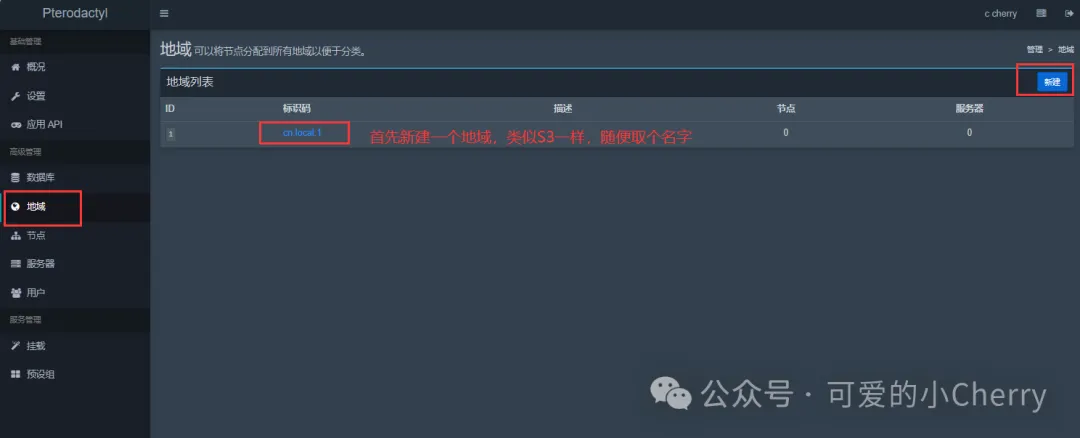 Pterodactyl
c cherry
基础管理
概况
设置
应用 API
高级管理
数据库
地域
节点
服务器
用户
服务管理
挂载
预设组
地域 可以将节点分配到所有地域以便于分类。
管理 > 地域
地域列表
新建
ID 标识码 描述 节点 服务器
1 cn.local.1 0 0
首先新建一个地域，类似S3一样，随便取个名字
公众号 · 可爱的小Cherry